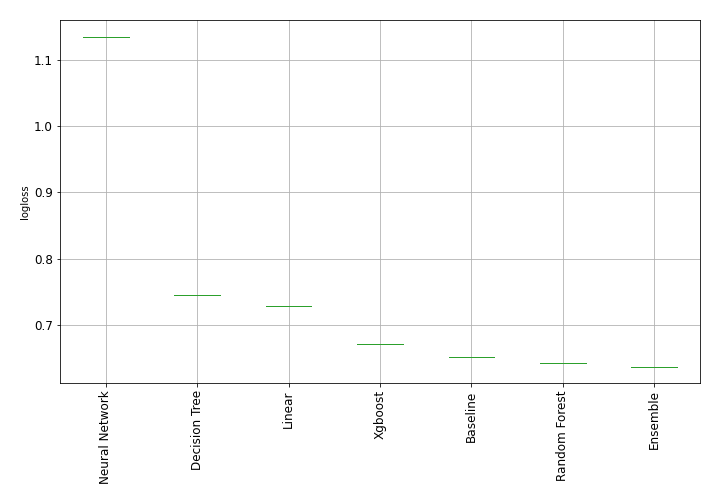 1.1
1.0
0.9
0.8
0.7
logloss
Neural Network
Decision Tree
Linear
Xgboost
Baseline
Random Forest
Ensemble